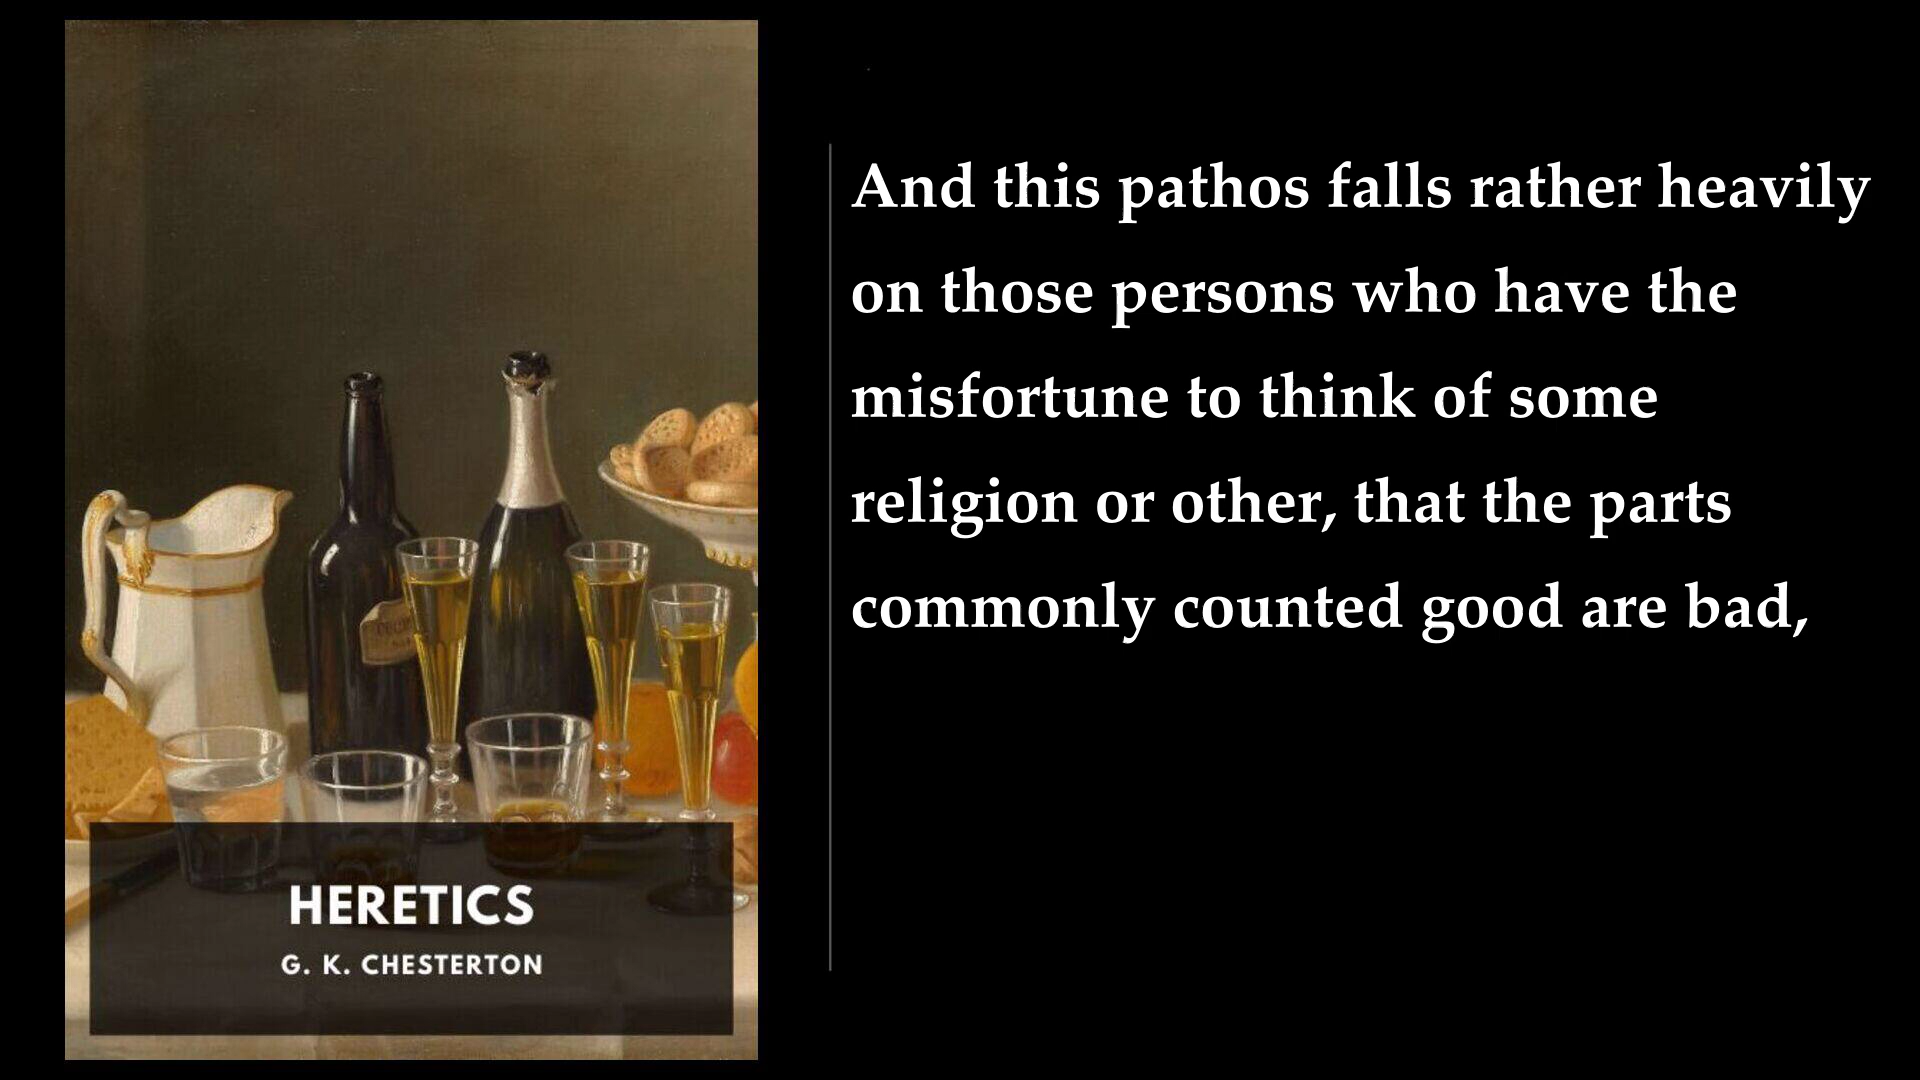 And this pathos falls rather heavily
on those persons who have the
misfortune to think of some
religion or other, that the parts
commonly counted good are bad,
HERETICS
G. K. CHESTERTON